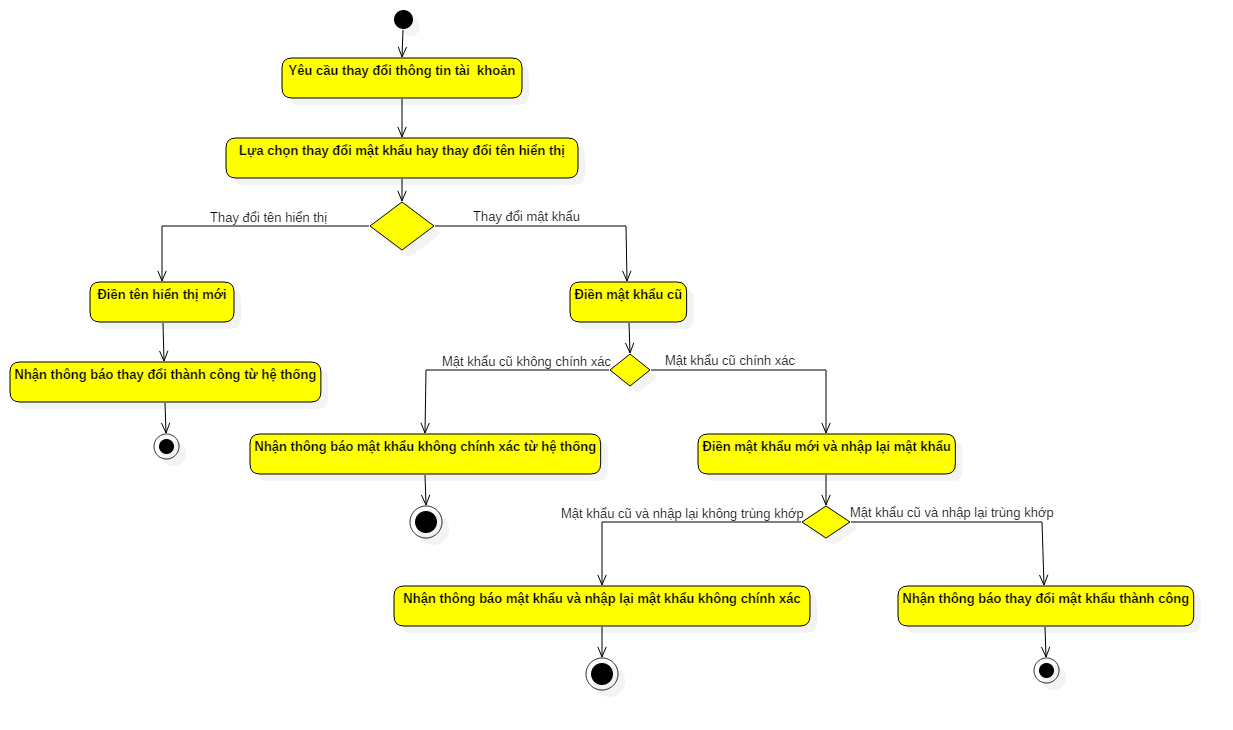 Yêu cầu thay đổi thông tin tài  khoản
Lựa chọn thay đổi mật khẩu hay thay đổi tên hiển thị
Thay đổi tên hiển thị
Thay đổi mật khẩu
Điền tên hiển thị mới
Điền mật khẩu cũ
Mật khẩu cũ không chính xác
Mật khẩu cũ chính xác
Nhận thông báo thay đổi thành công từ hệ thống
Nhận thông báo mật khẩu không chính xác từ hệ thống
Điền mật khẩu mới và nhập lại mật khẩu
Mật khẩu cũ và nhập lại không trùng khớp
Mật khẩu cũ và nhập lại trùng khớp
Nhận thông báo mật khẩu và nhập lại mật khẩu không chính xác
Nhận thông báo thay đổi mật khẩu thành công